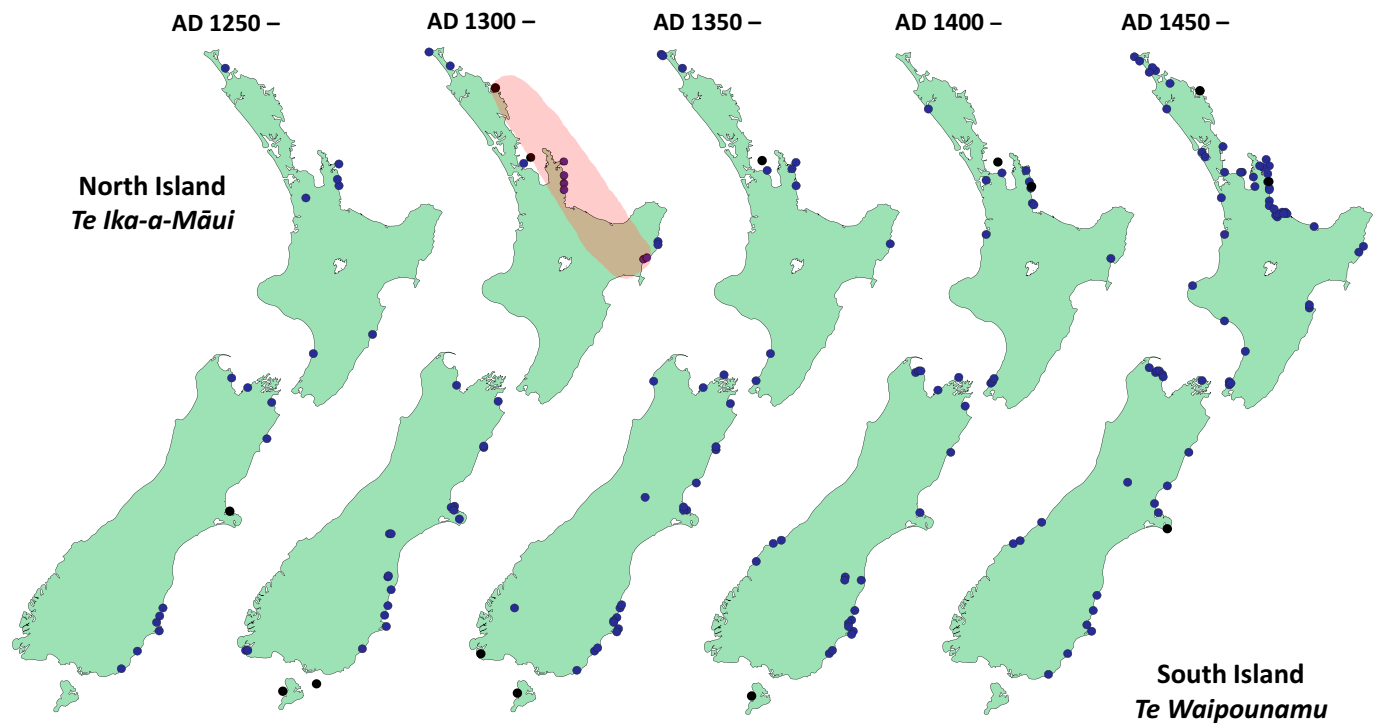 AD 1250 –
AD 1300 –
AD 1350 –
AD 1400 –
AD 1450 –
North Island
Te Ika-a-Māui
South Island
Te Waipounamu